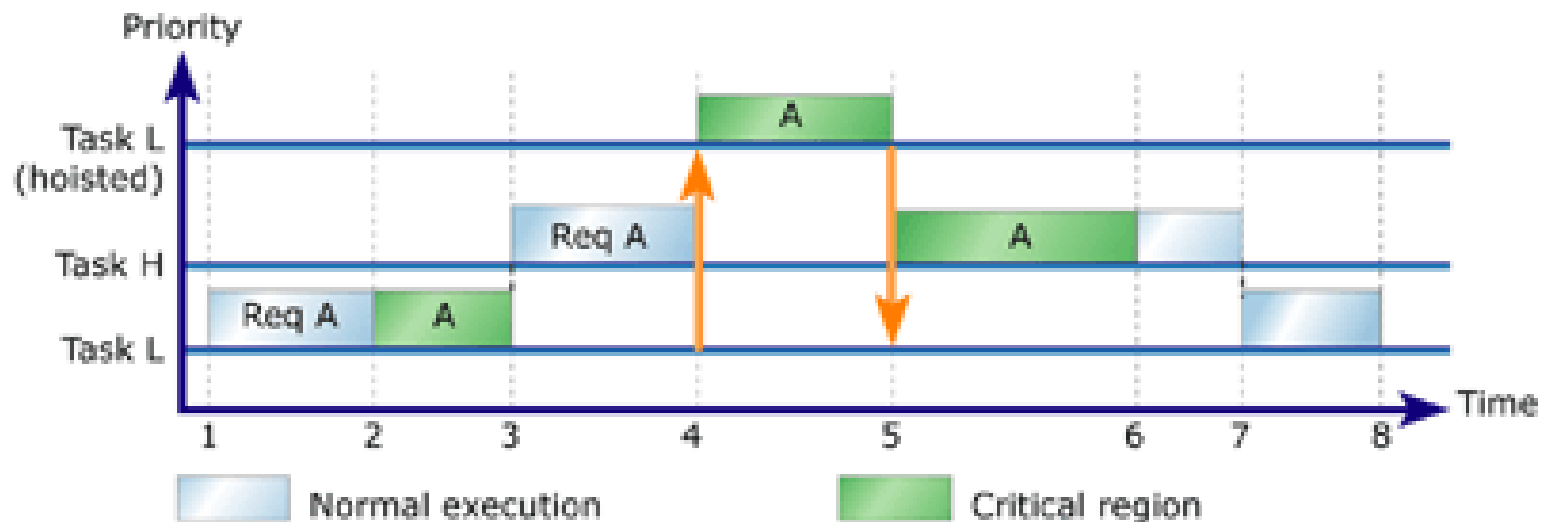 Priority
A
Task L
(hoisted)
Req A
A
Task H
Req A
A
Task L
Time
1 2 3 4 5 6 7 8
Normal execution
Critical region